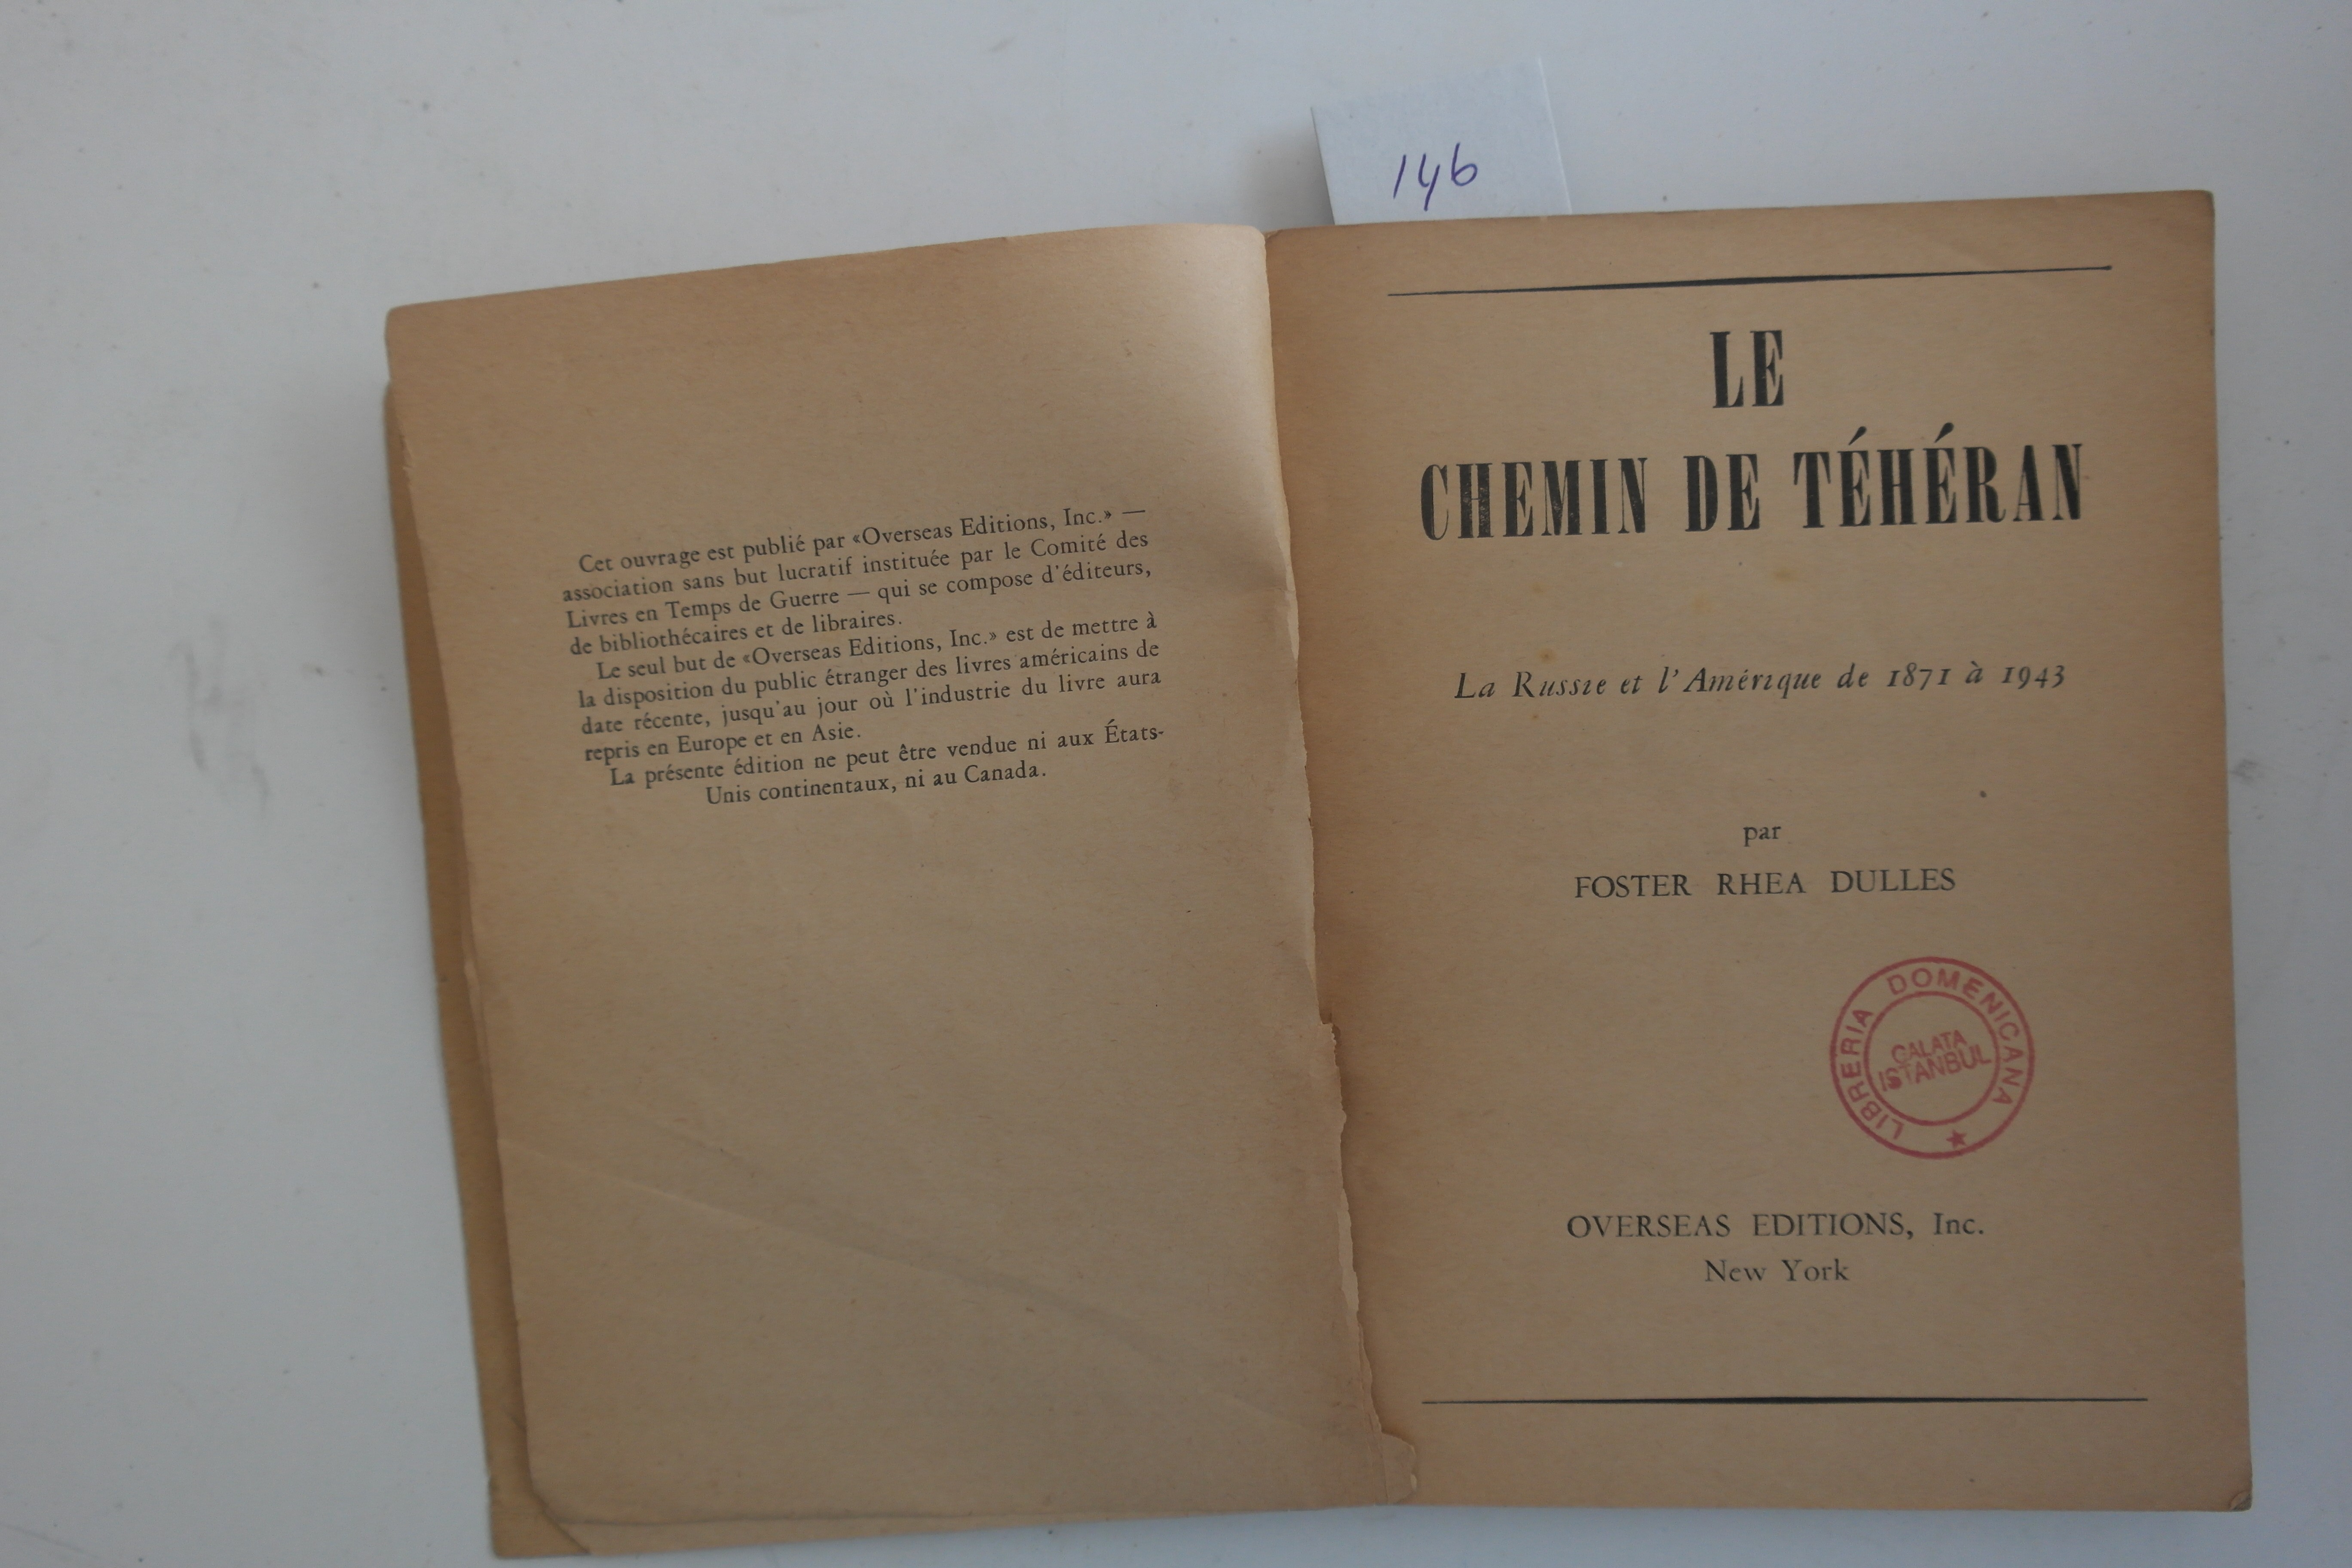 146
Cet ouvrage est publié par «Overseas Editions, Inc.» —
association sans but lucratif instituée par le Comité des
Livres en Temps de Guerre — qui se compose d'éditeurs,
de bibliothécaires et de libraires.
Le seul but de «Overseas Editions, Inc.» est de mettre à
la disposition du public étranger des livres américains de
date récente, jusqu'au jour où l'industrie du livre aura
repris en Europe et en Asie.
La présente édition ne peut être vendue ni aux États-
Unis continentaux, ni au Canada.
LE
CHEMIN DE TÉHÉRAN
La Russie et l'Amérique de 1871 à 1943
par
FOSTER RHEA DULLES
LIBRERIA DOMENICANA
GALATA
ISTANBUL
OVERSEAS EDITIONS, Inc.
New York